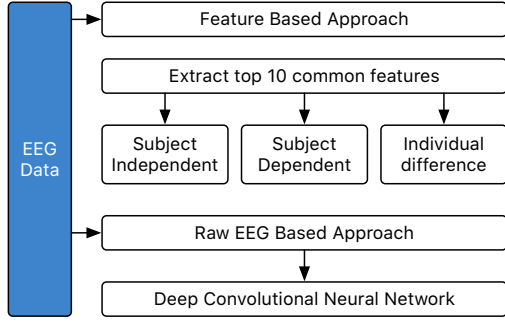 EEG
Data
Feature Based Approach
Extract top 10 common features
Subject
Independent
Subject
Dependent
Individual
difference
Raw EEG Based Approach
Deep Convolutional Neural Network